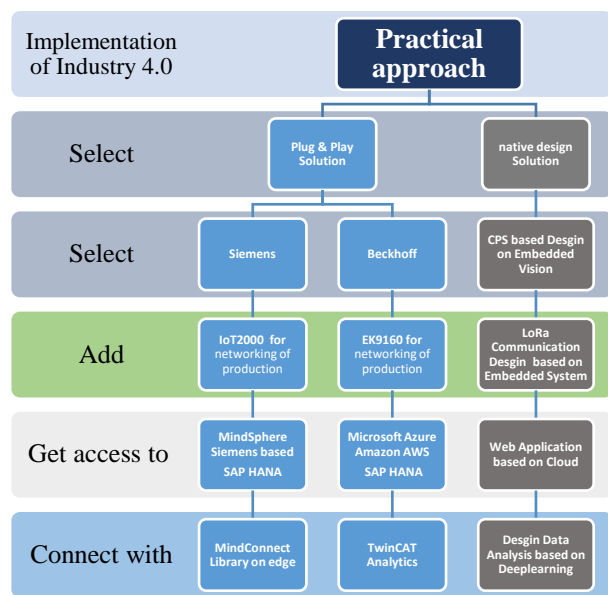 Implementation
of Industry 4.0
Practical
approach
Select
Plug & Play
Solution
native design
Solution
Select
Siemens
Beckhoff
CPS based Desgin
on Embedded
Vision
Add
IoT2000 for
networking of
production
EK9160 for
networking of
production
LoRa
Communication
Desgin based on
Embedded System
Get access to
MindSphere
Siemens based
SAP HANA
Microsoft Azure
Amazon AWS
SAP HANA
Web Application
based on Cloud
Connect with
MindConnect
Library on edge
TwinCAT
Analytics
Desgin Data
Analysis based on
Deeplearning